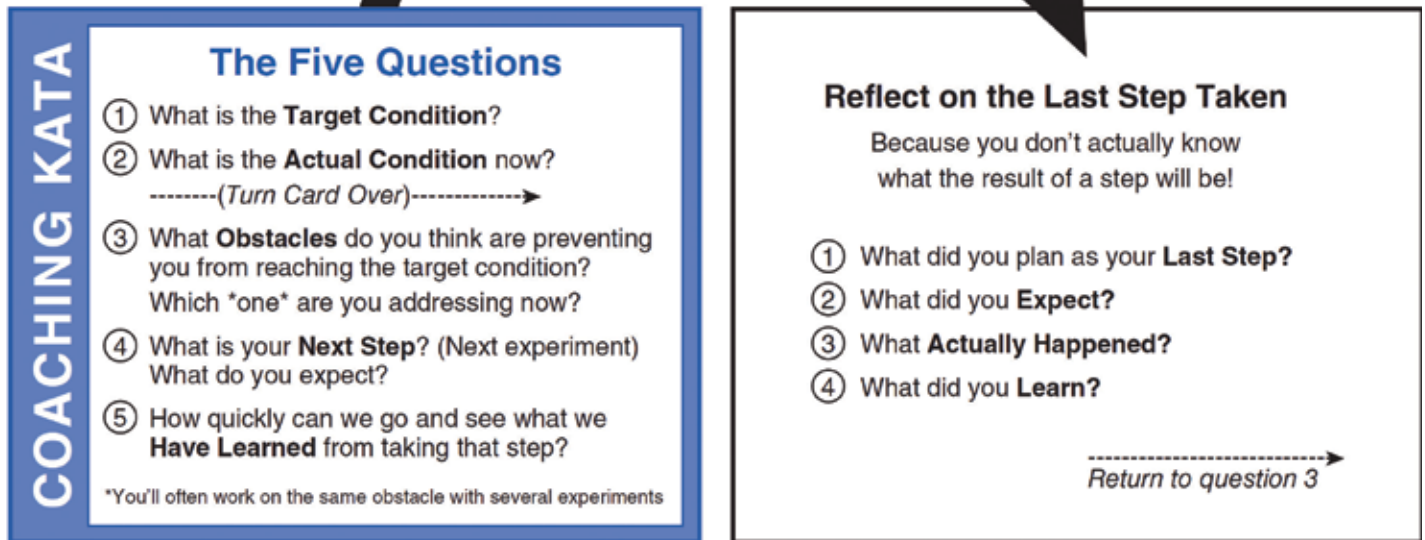 COACHING KATA
The Five Questions
① What is the Target Condition?
② What is the Actual Condition now?
--------(Turn Card Over)-------------➤
③ What Obstacles do you think are preventing
you from reaching the target condition?
Which *one* are you addressing now?
④ What is your Next Step? (Next experiment)
What do you expect?
⑤ How quickly can we go and see what we
Have Learned from taking that step?
*You'll often work on the same obstacle with several experiments
Reflect on the Last Step Taken
Because you don't actually know
what the result of a step will be!
① What did you plan as your Last Step?
② What did you Expect?
③ What Actually Happened?
④ What did you Learn?
--------------------------➤
Return to question 3